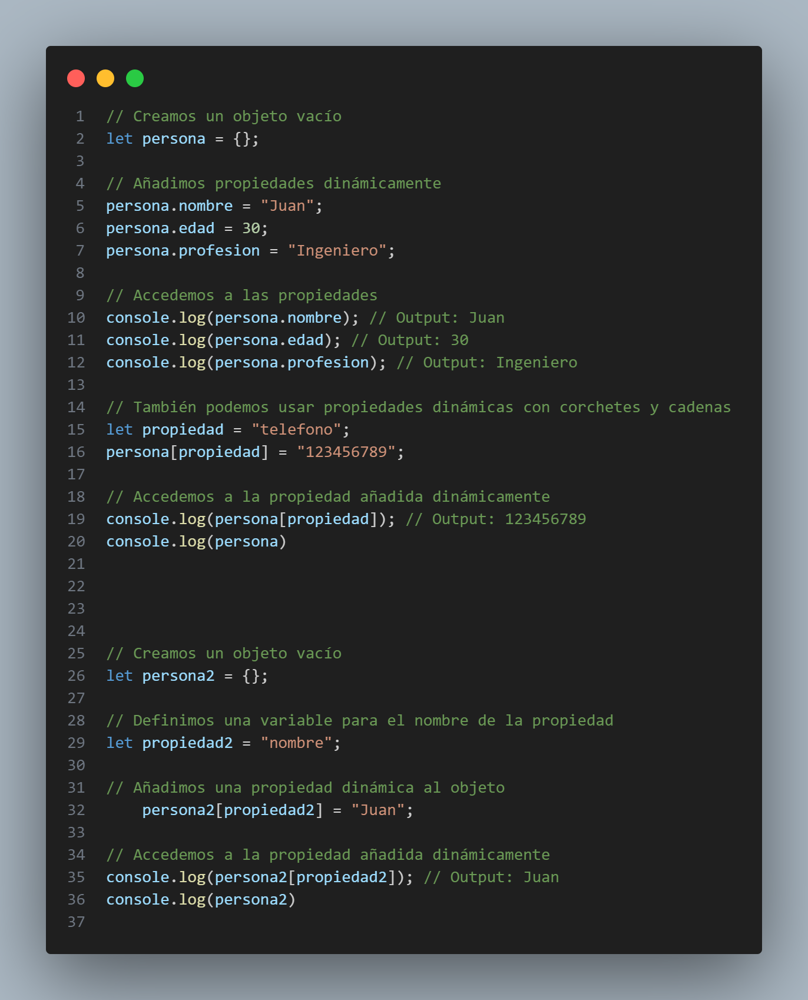 1 // Creamos un objeto vacío
2 let persona = {};
3
4 // Añadimos propiedades dinámicamente
5 persona.nombre = "Juan";
6 persona.edad = 30;
7 persona.profesion = "Ingeniero";
8
9 // Accedemos a las propiedades
10 console.log(persona.nombre); // Output: Juan
11 console.log(persona.edad); // Output: 30
12 console.log(persona.profesion); // Output: Ingeniero
13
14 // También podemos usar propiedades dinámicas con corchetes y cadenas
15 let propiedad = "telefono";
16 persona[propiedad] = "123456789";
17
18 // Accedemos a la propiedad añadida dinámicamente
19 console.log(persona[propiedad]); // Output: 123456789
20 console.log(persona)
21
22
23
24
25 // Creamos un objeto vacío
26 let persona2 = {};
27
28 // Definimos una variable para el nombre de la propiedad
29 let propiedad2 = "nombre";
30
31 // Añadimos una propiedad dinámica al objeto
32     persona2[propiedad2] = "Juan";
33
34 // Accedemos a la propiedad añadida dinámicamente
35 console.log(persona2[propiedad2]); // Output: Juan
36 console.log(persona2)
37